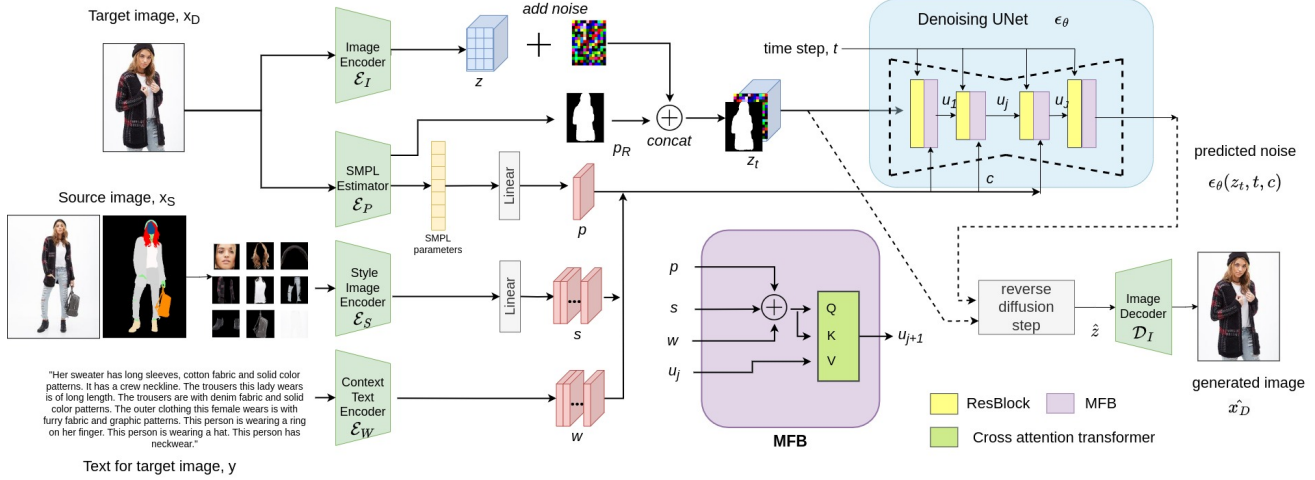 Target image, x_D
Image
Encoder
ℰ_I
z
add noise
Denoising UNet ϵ_θ
time step, t
u_1
u_j
u_J
c
SMPL
Estimator
ℰ_P
p_R
concat
z_t
SMPL
parameters
Linear
p
predicted noise
ϵ_θ(z_t, t, c)
Source image, x_S
Style
Image
Encoder
ℰ_S
Linear
...
s
"Her sweater has long sleeves, cotton fabric and solid color
patterns. It has a crew neckline. The trousers this lady wears
is of long length. The trousers are with denim fabric and solid
color patterns. The outer clothing this female wears is with
furry fabric and graphic patterns. This person is wearing a ring
on her finger. This person is wearing a hat. This person has
neckwear."
Text for target image, y
Context
Text
Encoder
ℰ_W
...
w
p
s
w
u_j
Q
K
V
u_{j+1}
MFB
reverse
diffusion
step
ẑ
Image
Decoder
𝒟_I
generated image
x̂_D
ResBlock
MFB
Cross attention transformer